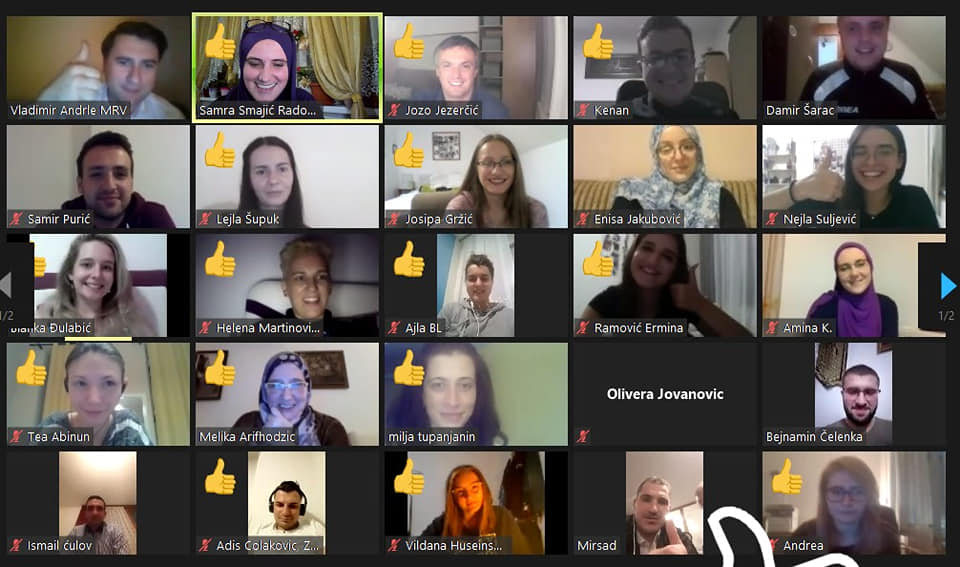 Vladimir Andrle MRV
Samra Smajić Rado...
Jozo Jezerčić
Kenan
Damir Šarac
Samir Purić
Lejla Šupuk
Josipa Gržić
Enisa Jakubović
Nejla Suljević
Bianka Đulabić
Helena Martinovi...
Ajla BL
Ramović Ermina
Amina K.
1/2
1/2
Tea Abinun
Melika Arifhodzic
milja tupanjanin
Olivera Jovanovic
Bejnamin Čelenka
Ismail ćulov
Adis Colakovic_Z...
Vildana Huseins...
Mirsad
Andrea